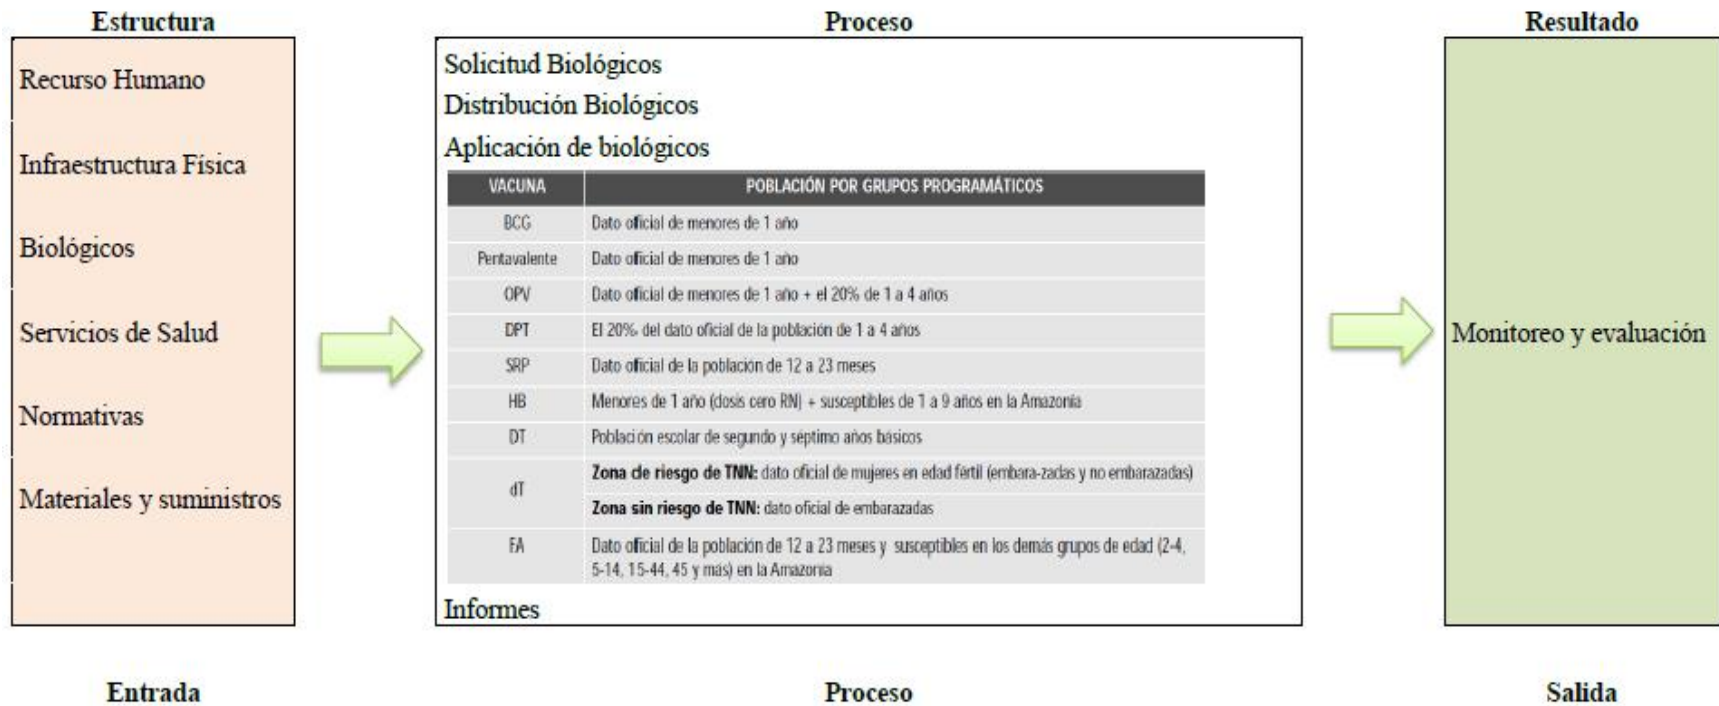 Estructura
Proceso
Resultado
Recurso Humano
Infraestructura Física
Biológicos
Servicios de Salud
Normativas
Materiales y suministros
Solicitud Biológicos
Distribución Biológicos
Aplicación de biológicos
VACUNA
POBLACIÓN POR GRUPOS PROGRAMÁTICOS
BCG
Dato oficial de menores de 1 año
Pentavalente
Dato oficial de menores de 1 año
OPV
Dato oficial de menores de 1 año + el 20% de 1 a 4 años
DPT
El 20% del dato oficial de la población de 1 a 4 años
SRP
Dato oficial de la población de 12 a 23 meses
HB
Menores de 1 año (dosis cero RN) + susceptibles de 1 a 9 años en la Amazonía
DT
Población escolar de segundo y séptimo años básicos
dT
Zona de riesgo de TNN: dato oficial de mujeres en edad fértil (embara-zadas y no embarazadas)
Zona sin riesgo de TNN: dato oficial de embarazadas
FA
Dato oficial de la población de 12 a 23 meses y susceptibles en los demás grupos de edad (2-4,
5-14, 15-44, 45 y más) en la Amazonía
Informes
Monitoreo y evaluación
Entrada
Proceso
Salida